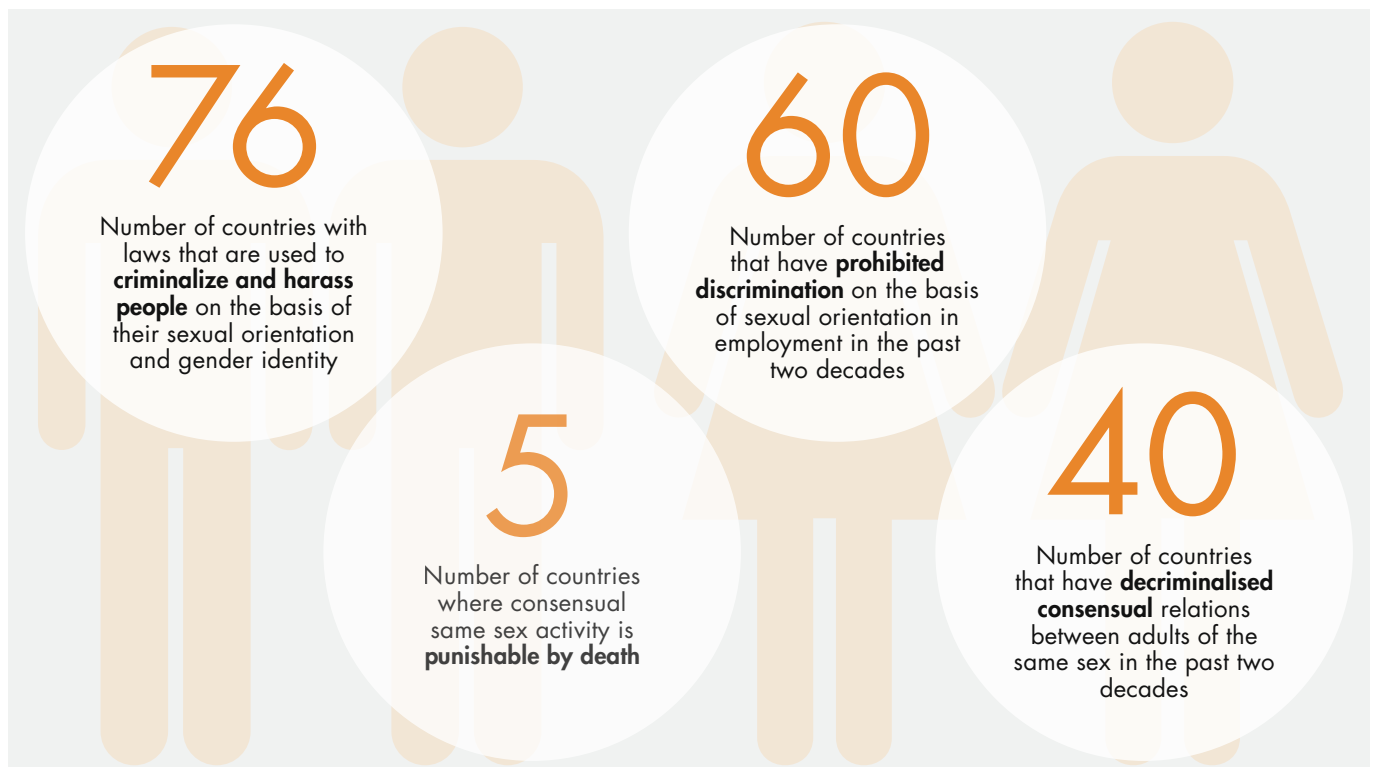 76
Number of countries with
laws that are used to
criminalize and harass
people on the basis of
their sexual orientation
and gender identity
5
Number of countries
where consensual
same sex activity is
punishable by death
60
Number of countries
that have prohibited
discrimination on the basis
of sexual orientation in
employment in the past
two decades
40
Number of countries
that have decriminalised
consensual relations
between adults of the
same sex in the past two
decades